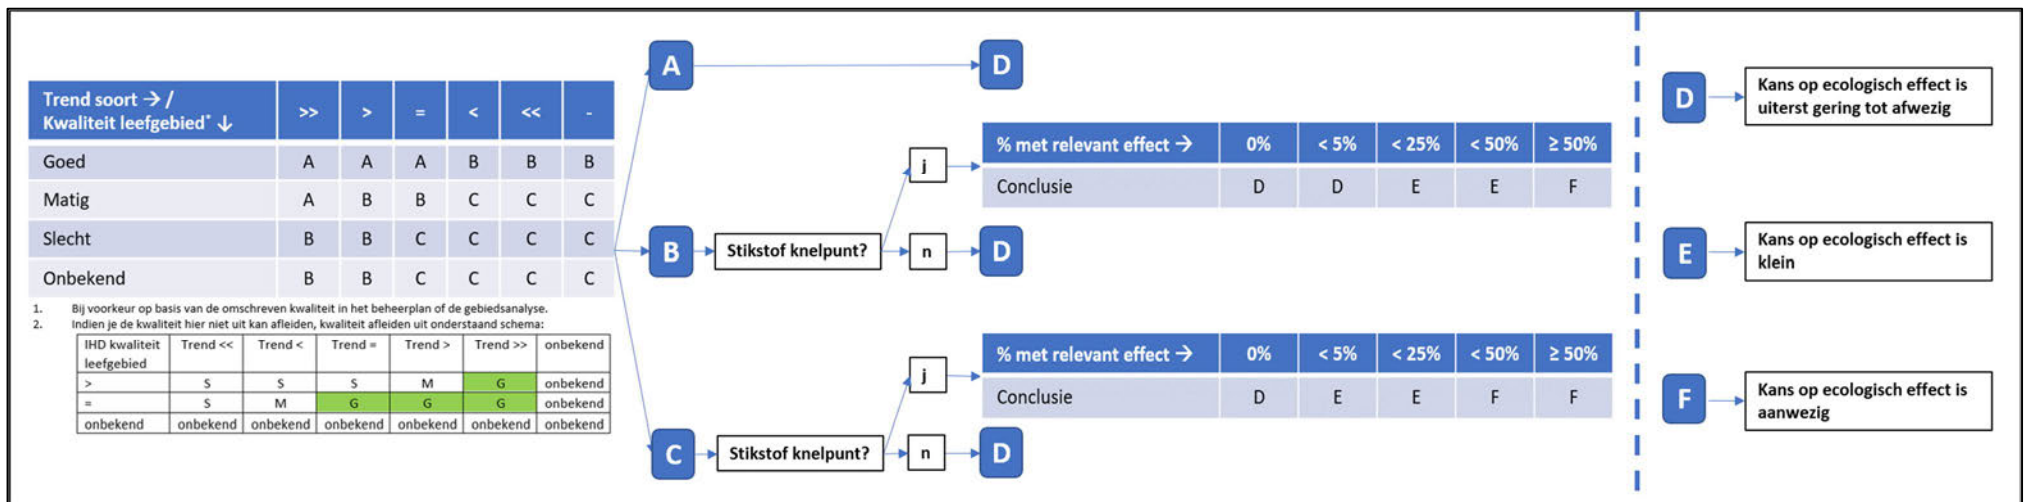 Trend soort → /
Kwaliteit leefgebied* ↓ >> > = < << -
Goed A A A B B B
Matig A B B C C C
Slecht B B C C C C
Onbekend B B C C C C
1. Bij voorkeur op basis van de omschreven kwaliteit in het beheerplan of de gebiedsanalyse.
2. Indien je de kwaliteit hier niet uit kan afleiden, kwaliteit afleiden uit onderstaand schema:
IHD kwaliteit Trend << Trend < Trend = Trend > Trend >> onbekend
leefgebied
> S S S M G onbekend
= S M G G G onbekend
onbekend onbekend onbekend onbekend onbekend onbekend onbekend
A
D
B
Stikstof knelpunt?
j
% met relevant effect → 0% < 5% < 25% < 50% ≥ 50%
Conclusie D D E E F
n
D
C
Stikstof knelpunt?
j
% met relevant effect → 0% < 5% < 25% < 50% ≥ 50%
Conclusie D E E F F
n
D
D
Kans op ecologisch effect is
uiterst gering tot afwezig
E
Kans op ecologisch effect is
klein
F
Kans op ecologisch effect is
aanwezig